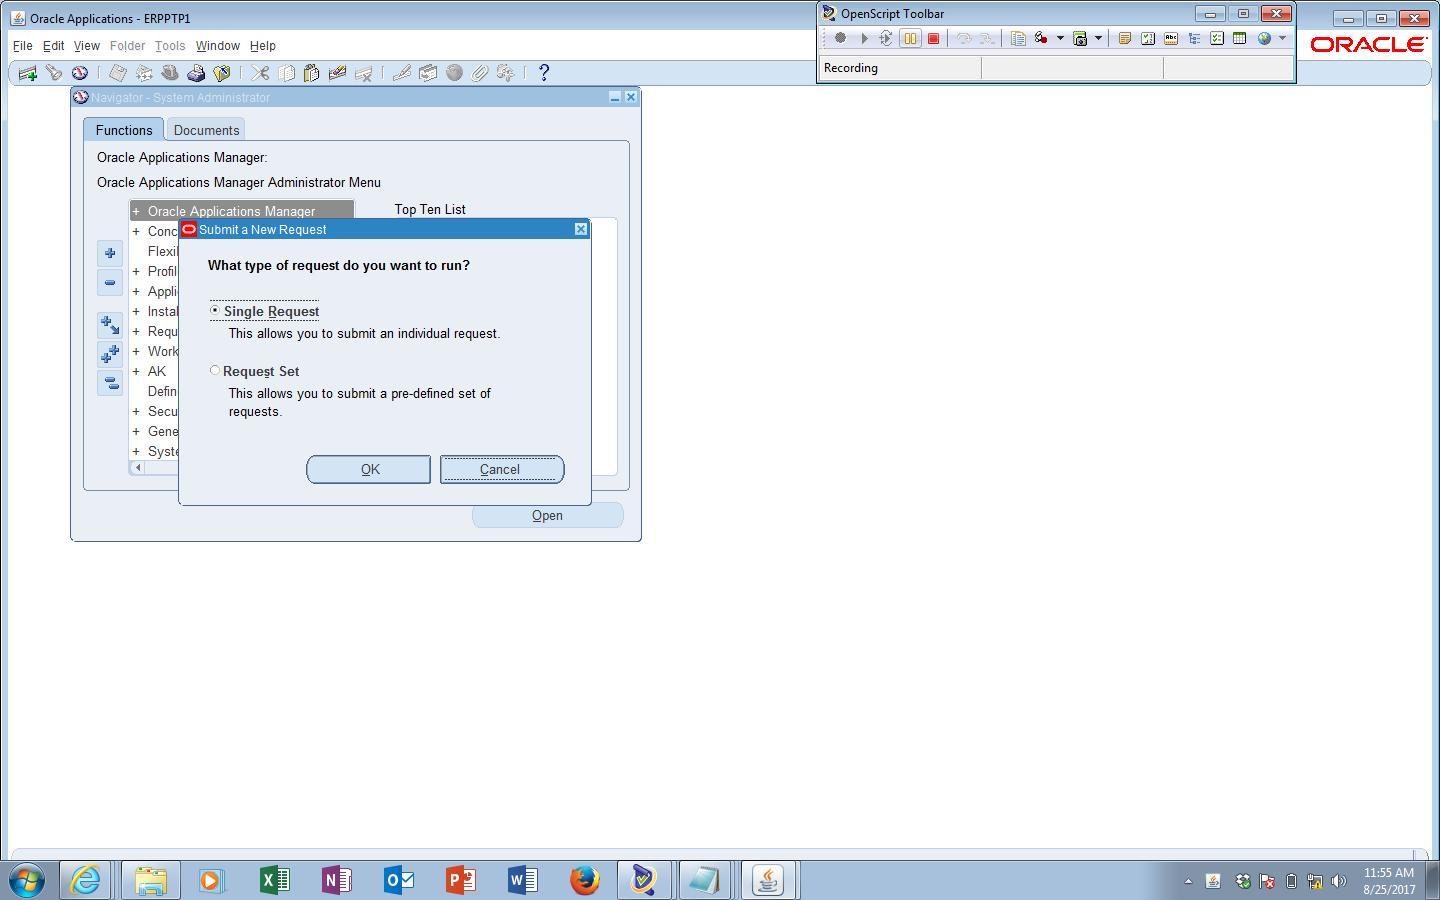 Oracle Applications - ERPPTP1
OpenScript Toolbar
File Edit View Folder Tools Window Help
ORACLE
Recording
Navigator - System Administrator
Functions Documents
Oracle Applications Manager:
Oracle Applications Manager Administrator Menu
Top Ten List
+ Oracle Applications Manager
+ Conc
Flexil
+ Profil
+ Appli
+ Instal
+ Requ
+ Work
+ AK
Define
+ Secu
+ Gene
+ Syste
Submit a New Request
What type of request do you want to run?
Single Request
This allows you to submit an individual request.
Request Set
This allows you to submit a pre-defined set of
requests.
OK Cancel
Open
11:55 AM
8/25/2017